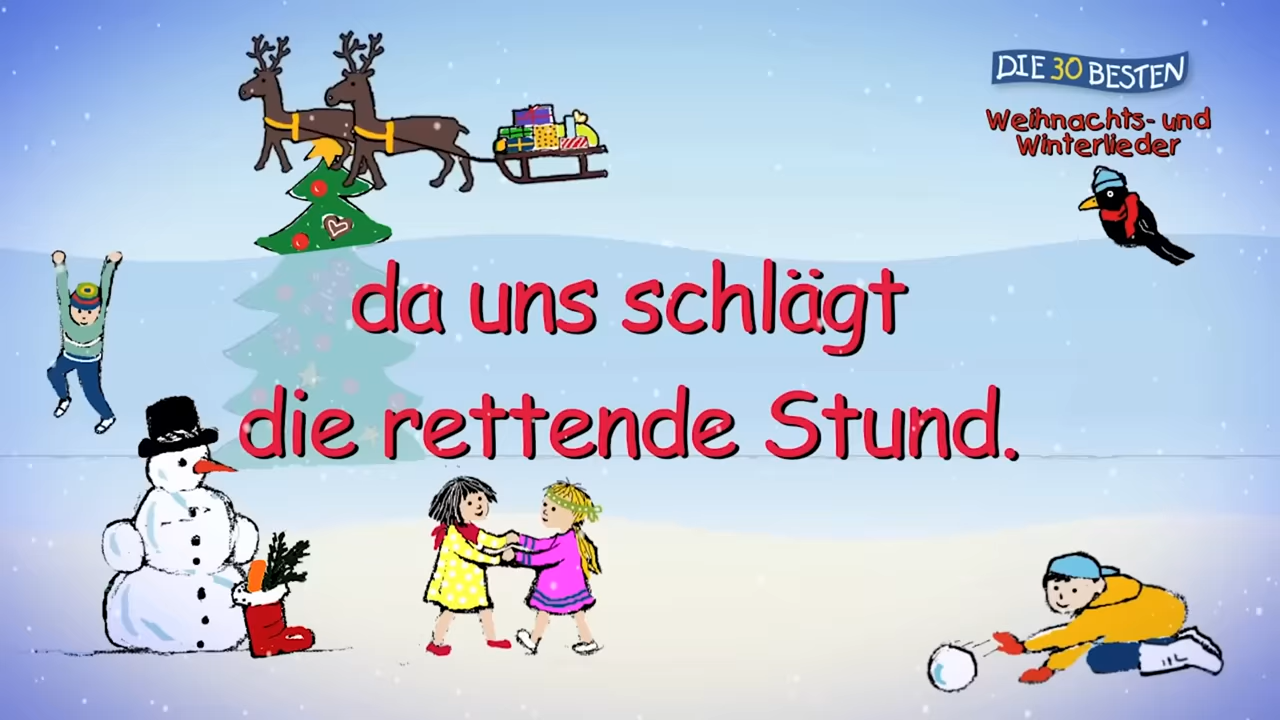 DIE 30 BESTEN
Weihnachts- und
Winterlieder
da uns schlägt
die rettende Stund.